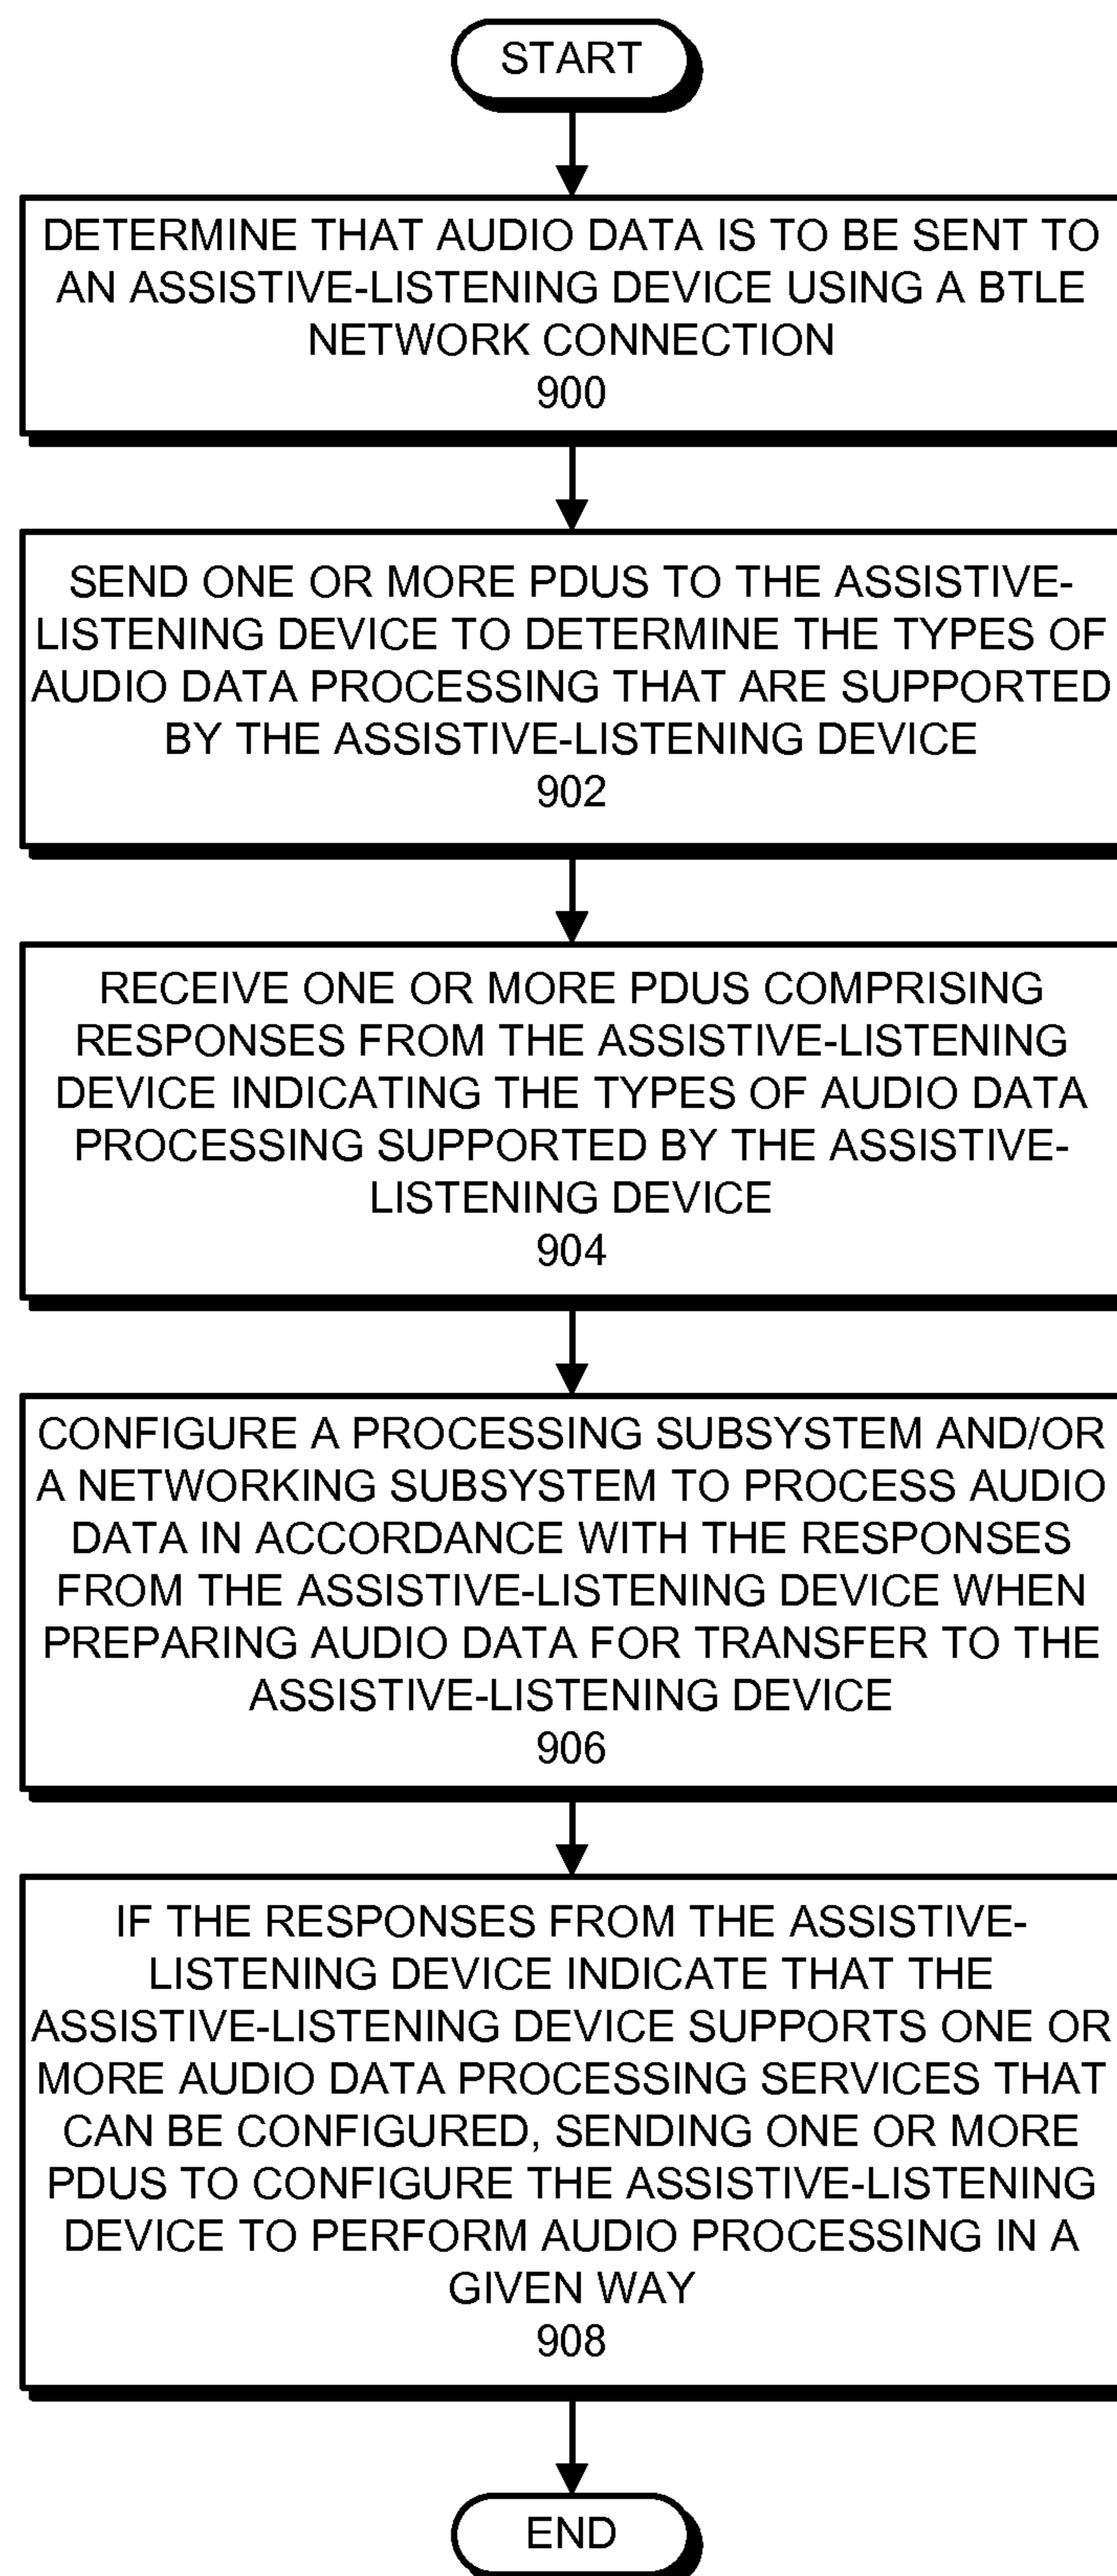 START
DETERMINE THAT AUDIO DATA IS TO BE SENT TO
AN ASSISTIVE-LISTENING DEVICE USING A BTLE
NETWORK CONNECTION
900
SEND ONE OR MORE PDUS TO THE ASSISTIVE-
LISTENING DEVICE TO DETERMINE THE TYPES OF
AUDIO DATA PROCESSING THAT ARE SUPPORTED
BY THE ASSISTIVE-LISTENING DEVICE
902
RECEIVE ONE OR MORE PDUS COMPRISING
RESPONSES FROM THE ASSISTIVE-LISTENING
DEVICE INDICATING THE TYPES OF AUDIO DATA
PROCESSING SUPPORTED BY THE ASSISTIVE-
LISTENING DEVICE
904
CONFIGURE A PROCESSING SUBSYSTEM AND/OR
A NETWORKING SUBSYSTEM TO PROCESS AUDIO
DATA IN ACCORDANCE WITH THE RESPONSES
FROM THE ASSISTIVE-LISTENING DEVICE WHEN
PREPARING AUDIO DATA FOR TRANSFER TO THE
ASSISTIVE-LISTENING DEVICE
906
IF THE RESPONSES FROM THE ASSISTIVE-
LISTENING DEVICE INDICATE THAT THE
ASSISTIVE-LISTENING DEVICE SUPPORTS ONE OR
MORE AUDIO DATA PROCESSING SERVICES THAT
CAN BE CONFIGURED, SENDING ONE OR MORE
PDUS TO CONFIGURE THE ASSISTIVE-LISTENING
DEVICE TO PERFORM AUDIO PROCESSING IN A
GIVEN WAY
908
END